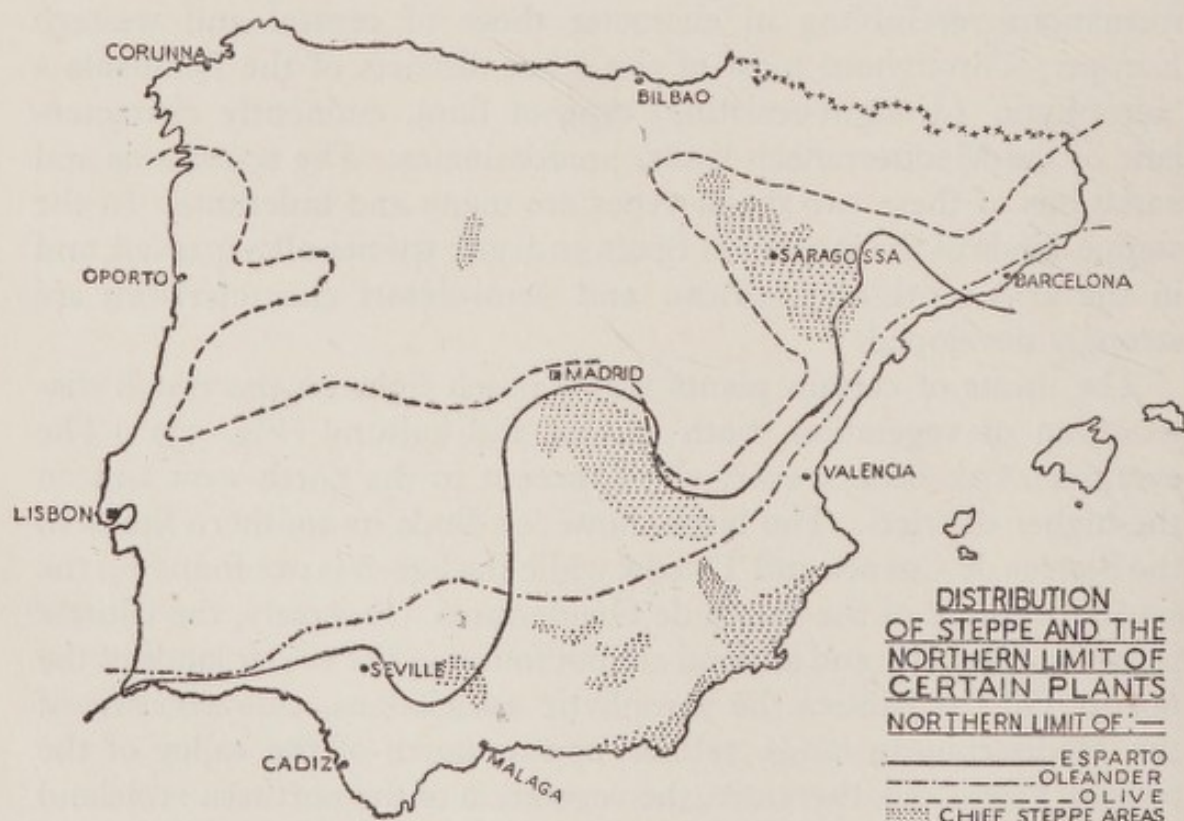 CORUNNA
BILBAO
OPORTO
SARAGOSSA
BARCELONA
MADRID
VALENCIA
LISBON
SEVILLE
CADIZ
MALAGA
DISTRIBUTION
OF STEPPE AND THE
NORTHERN LIMIT OF
CERTAIN PLANTS
NORTHERN LIMIT OF:—
ESPARTO
OLEANDER
OLIVE
CHIEF STEPPE AREAS